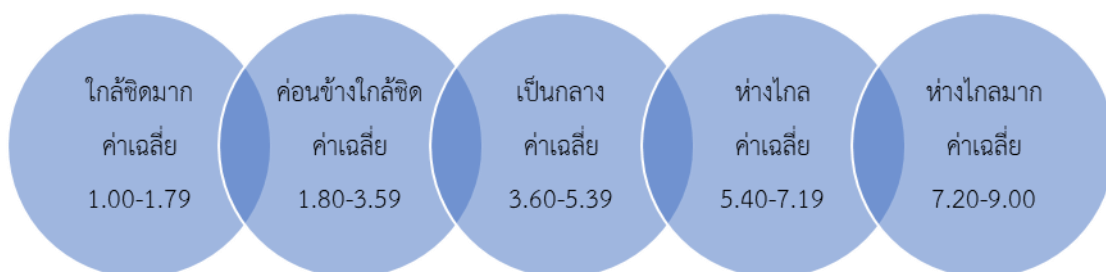 ใกล้ชิดมาก
ค่าเฉลี่ย
1.00-1.79
ค่อนข้างใกล้ชิด
ค่าเฉลี่ย
1.80-3.59
เป็นกลาง
ค่าเฉลี่ย
3.60-5.39
ห่างไกล
ค่าเฉลี่ย
5.40-7.19
ห่างไกลมาก
ค่าเฉลี่ย
7.20-9.00